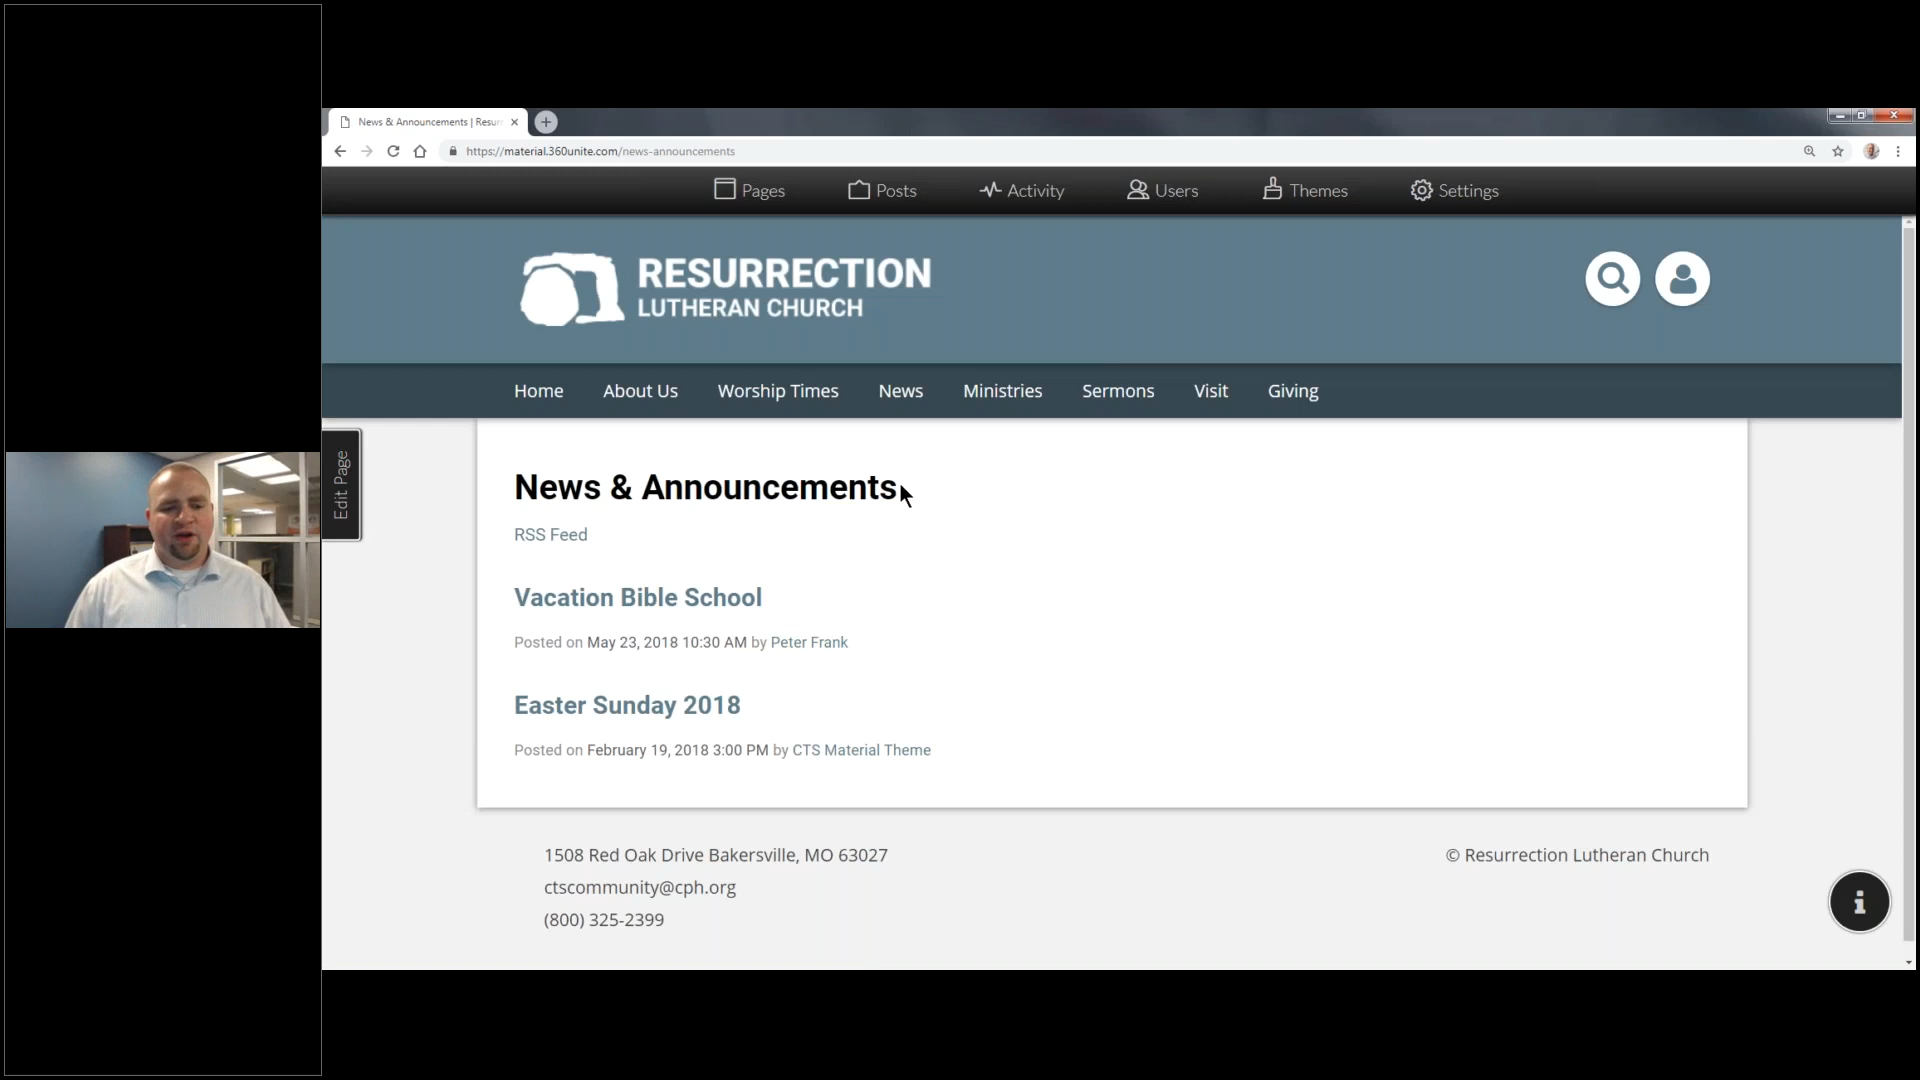 News & Announcements | Resur
https://material.360unite.com/news-announcements
Pages Posts Activity Users Themes Settings
RESURRECTION
LUTHERAN CHURCH
Home About Us Worship Times News Ministries Sermons Visit Giving
Edit Page
News & Announcements
RSS Feed
Vacation Bible School
Posted on May 23, 2018 10:30 AM by Peter Frank
Easter Sunday 2018
Posted on February 19, 2018 3:00 PM by CTS Material Theme
1508 Red Oak Drive Bakersville, MO 63027
© Resurrection Lutheran Church
ctscommunity@cph.org
(800) 325-2399